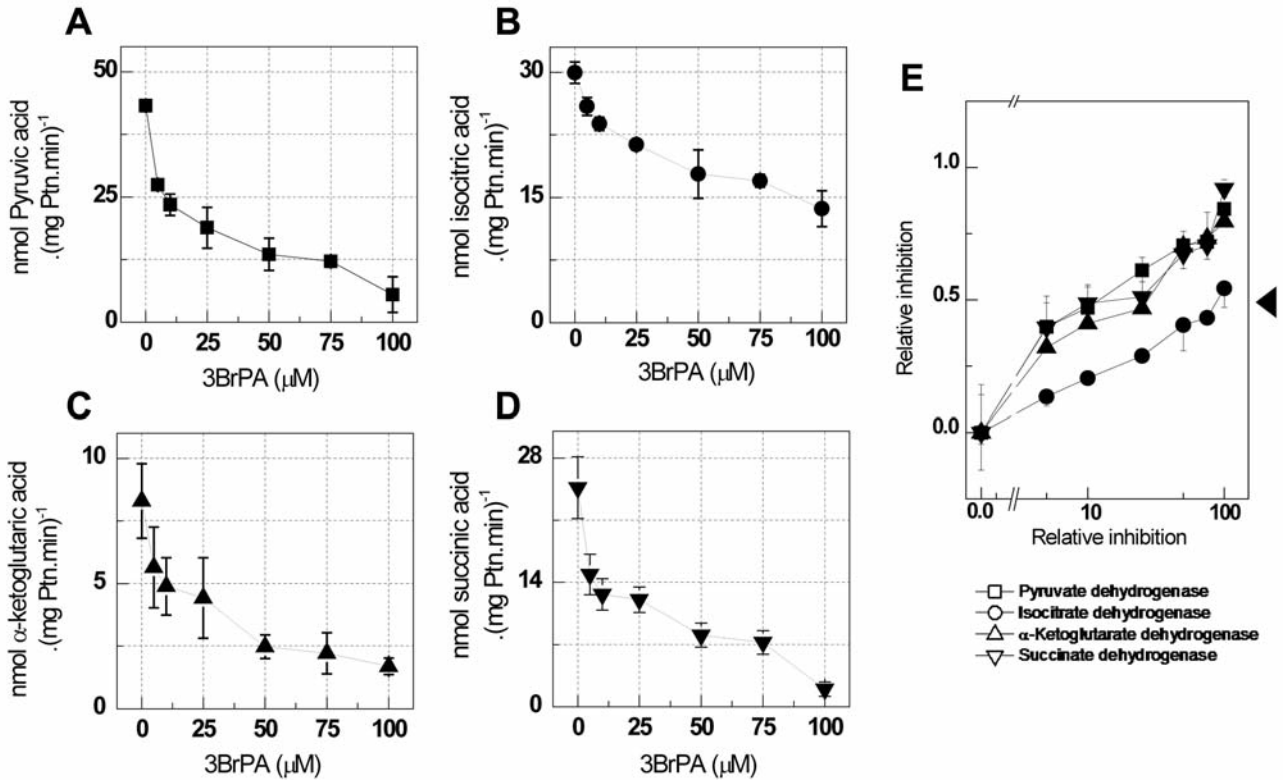 A
50
25
0
nmol Pyruvic acid
.(mg Ptn.min)⁻¹
0 25 50 75 100
3BrPA (μM)
B
30
15
0
nmol isocitric acid
.(mg Ptn.min)⁻¹
0 25 50 75 100
3BrPA (μM)
C
10
5
0
nmol α-ketoglutaric acid
.(mg Ptn.min)⁻¹
0 25 50 75 100
3BrPA (μM)
D
28
14
0
nmol succinic acid
.(mg Ptn.min)⁻¹
0 25 50 75 100
3BrPA (μM)
E
1.0
0.5
0.0
Relative inhibition
0.0 10 100
Relative inhibition
Pyruvate dehydrogenase
Isocitrate dehydrogenase
α-Ketoglutarate dehydrogenase
Succinate dehydrogenase